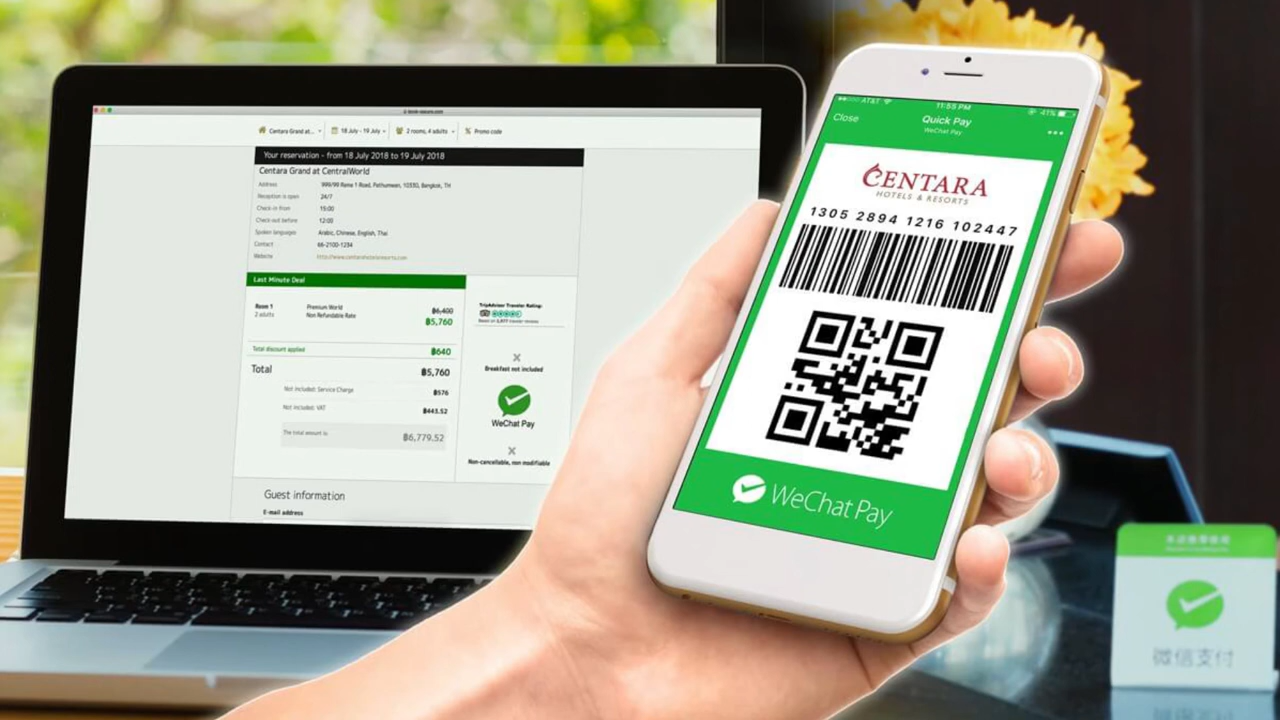 Centara Grand at...
18 July - 19 July
2 rooms, 4 adults
Promo code
Your reservation - from 18 July 2018 to 19 July 2018
Centara Grand at CentralWorld
Address 999/99 Rama 1 Road, Pathumwan, 10330, Bangkok, TH
Reception is open 24/7
Check-in from 15:00
Check-out before 12:00
Spoken languages Arabic, Chinese, English, Thai
Contact 66-2100-1234
Website http://www.centarahotelsresorts.com
Last Minute Deal
Room 1 Premium World ฿6,400
2 adults Non Refundable Rate ฿5,760
Total discount applied ฿640
Total ฿5,760
Not included: Service Charge ฿576
Not included: VAT ฿443.52
The total amount is ฿6,779.52
TripAdvisor Traveler Rating:
Breakfast not included
WeChat Pay
Non-cancellable, non modifiable
Guest information
E-mail address
AT&T 11:55 PM 41%
Close Quick Pay
WeChat Pay
CENTARA
HOTELS & RESORTS
1305 2894 1216 102447
WeChat Pay
微信支付